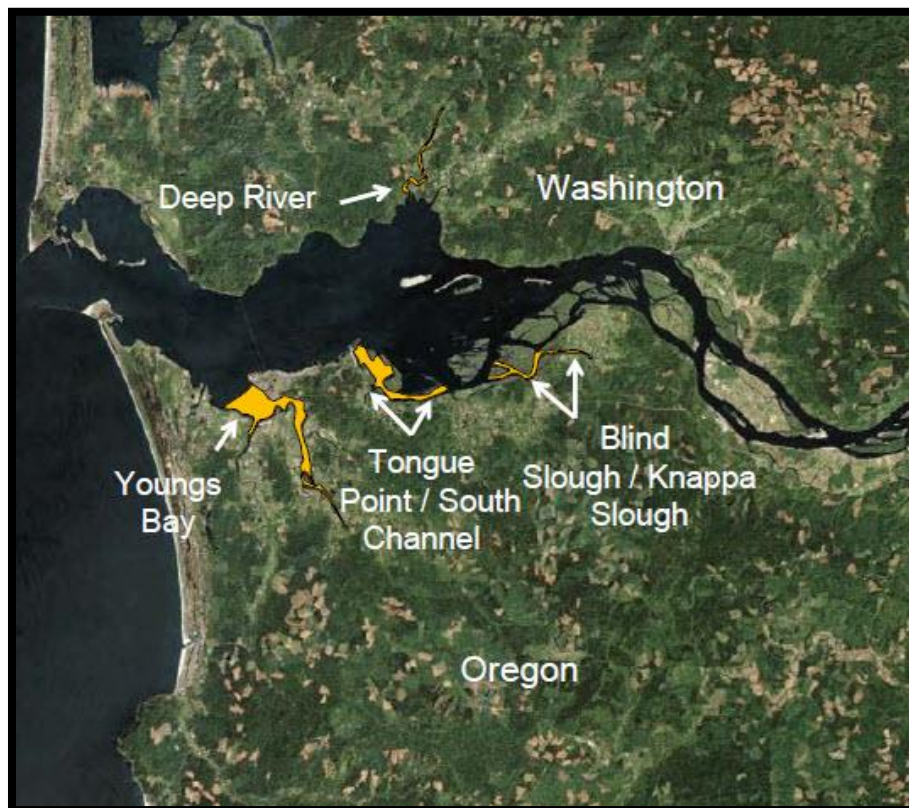 Deep River
Washington
Youngs
Bay
Tongue
Point / South
Channel
Blind
Slough / Knappa
Slough
Oregon